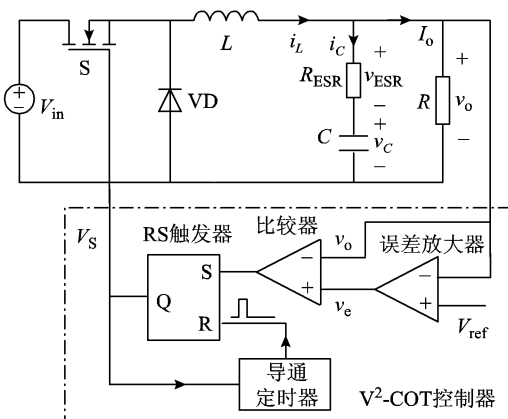 S
L
i_L
i_C
I_o
+
R_ESR
v_ESR
+
−
V_in
VD
−
+
C
v_C
−
+
R
v_o
−
V_S
RS触发器
比较器
误差放大器
v_o
S
−
−
Q
+
v_e
+
R
V_ref
导通
定时器
V²-COT控制器